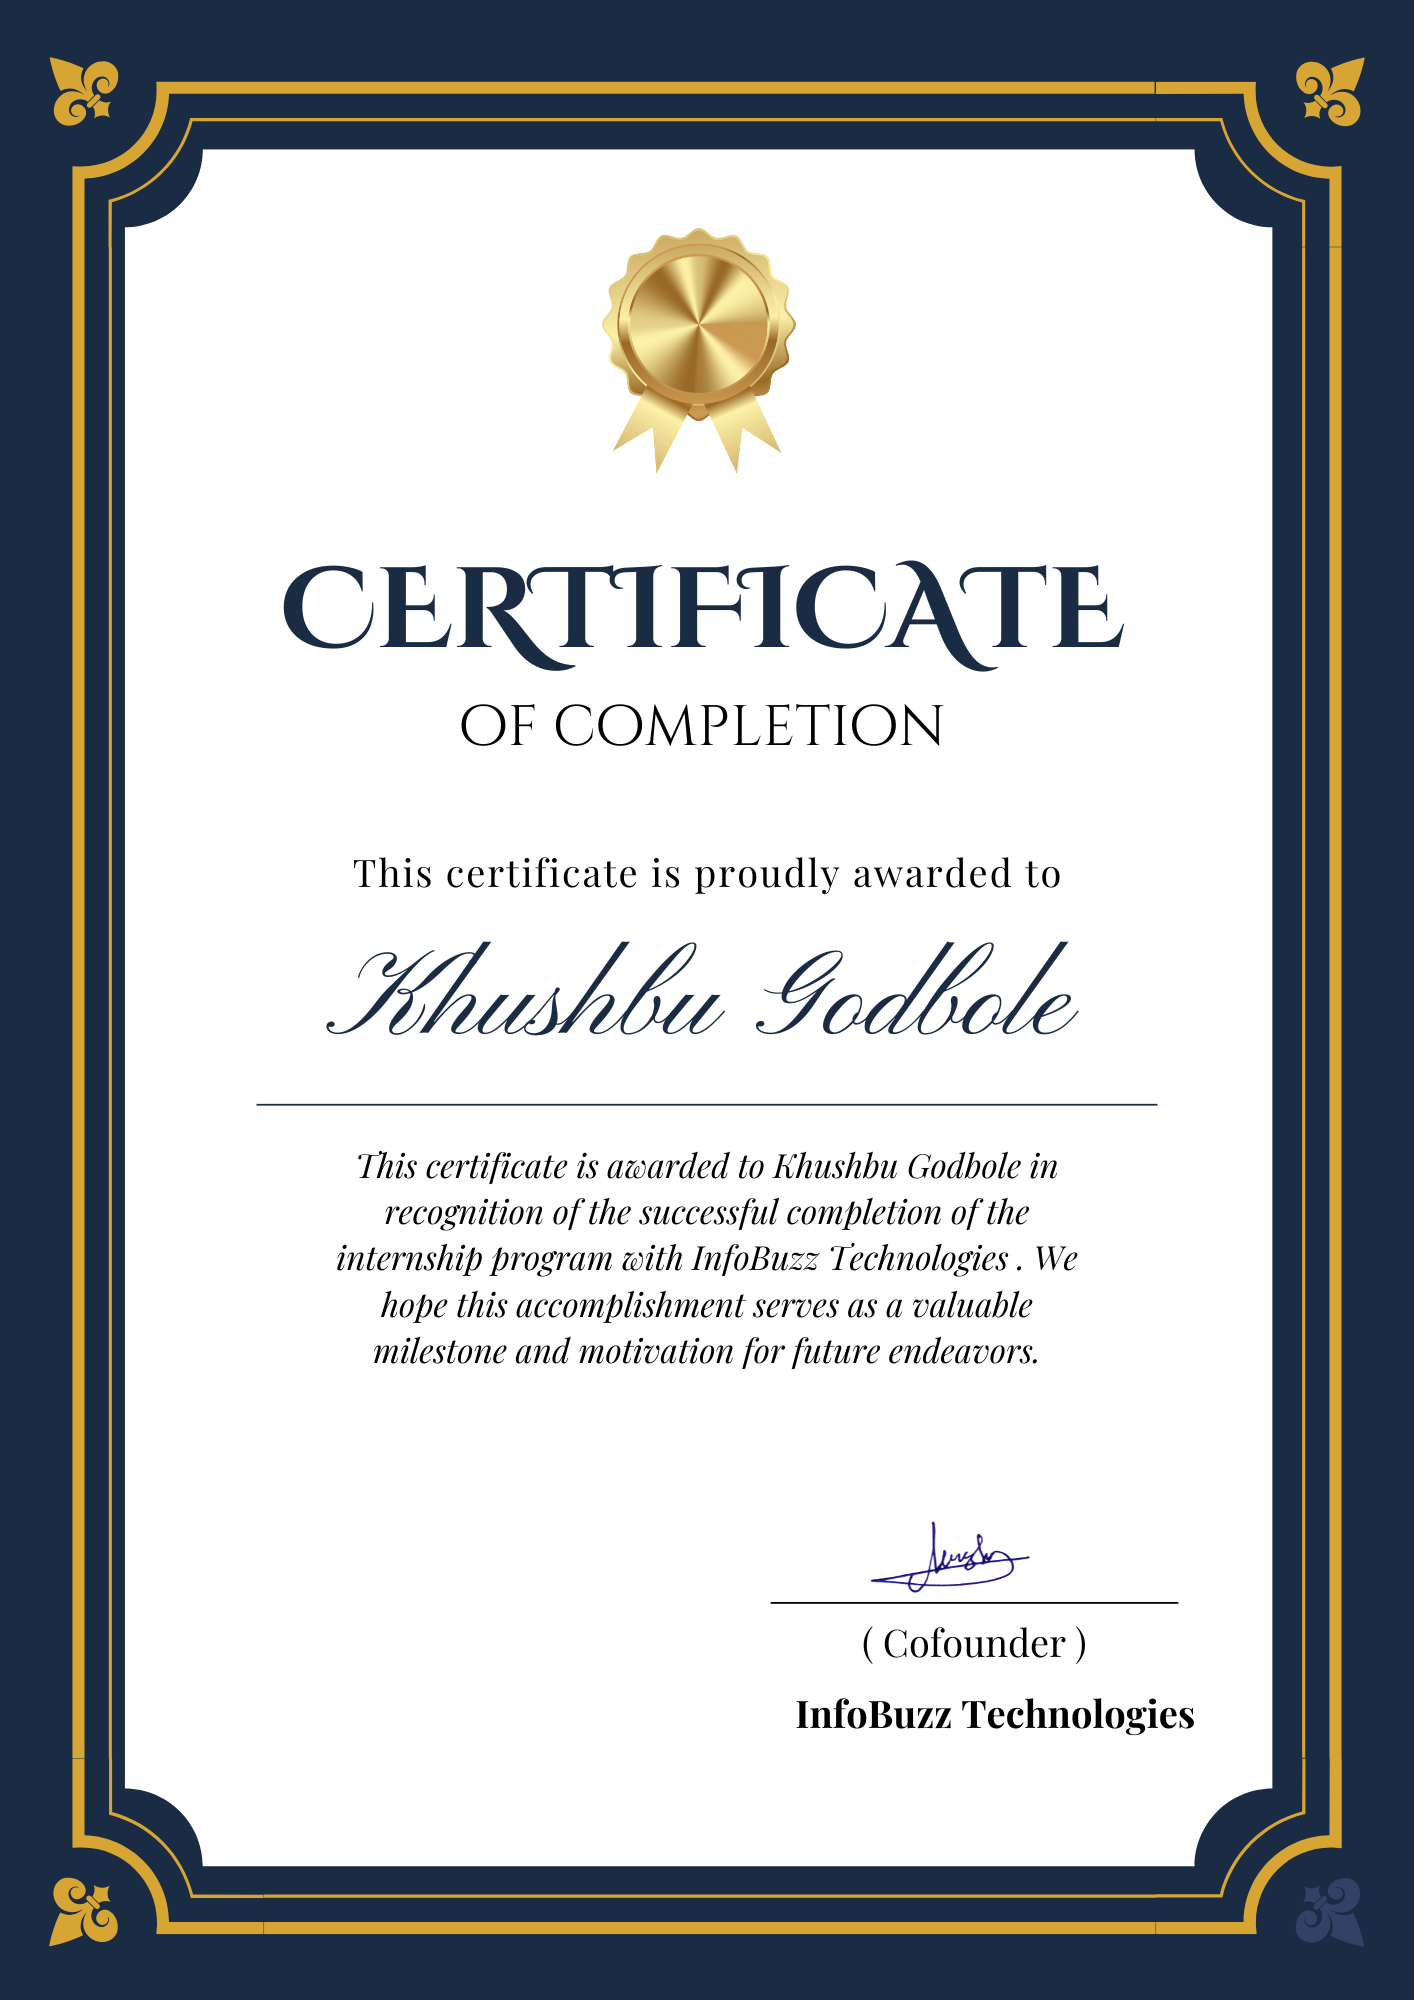 CERTIFICATE
OF COMPLETION
This certificate is proudly awarded to
Khushbu Godbole
This certificate is awarded to Khushbu Godbole in
recognition of the successful completion of the
internship program with InfoBuzz Technologies . We
hope this accomplishment serves as a valuable
milestone and motivation for future endeavors.
( Cofounder )
InfoBuzz Technologies